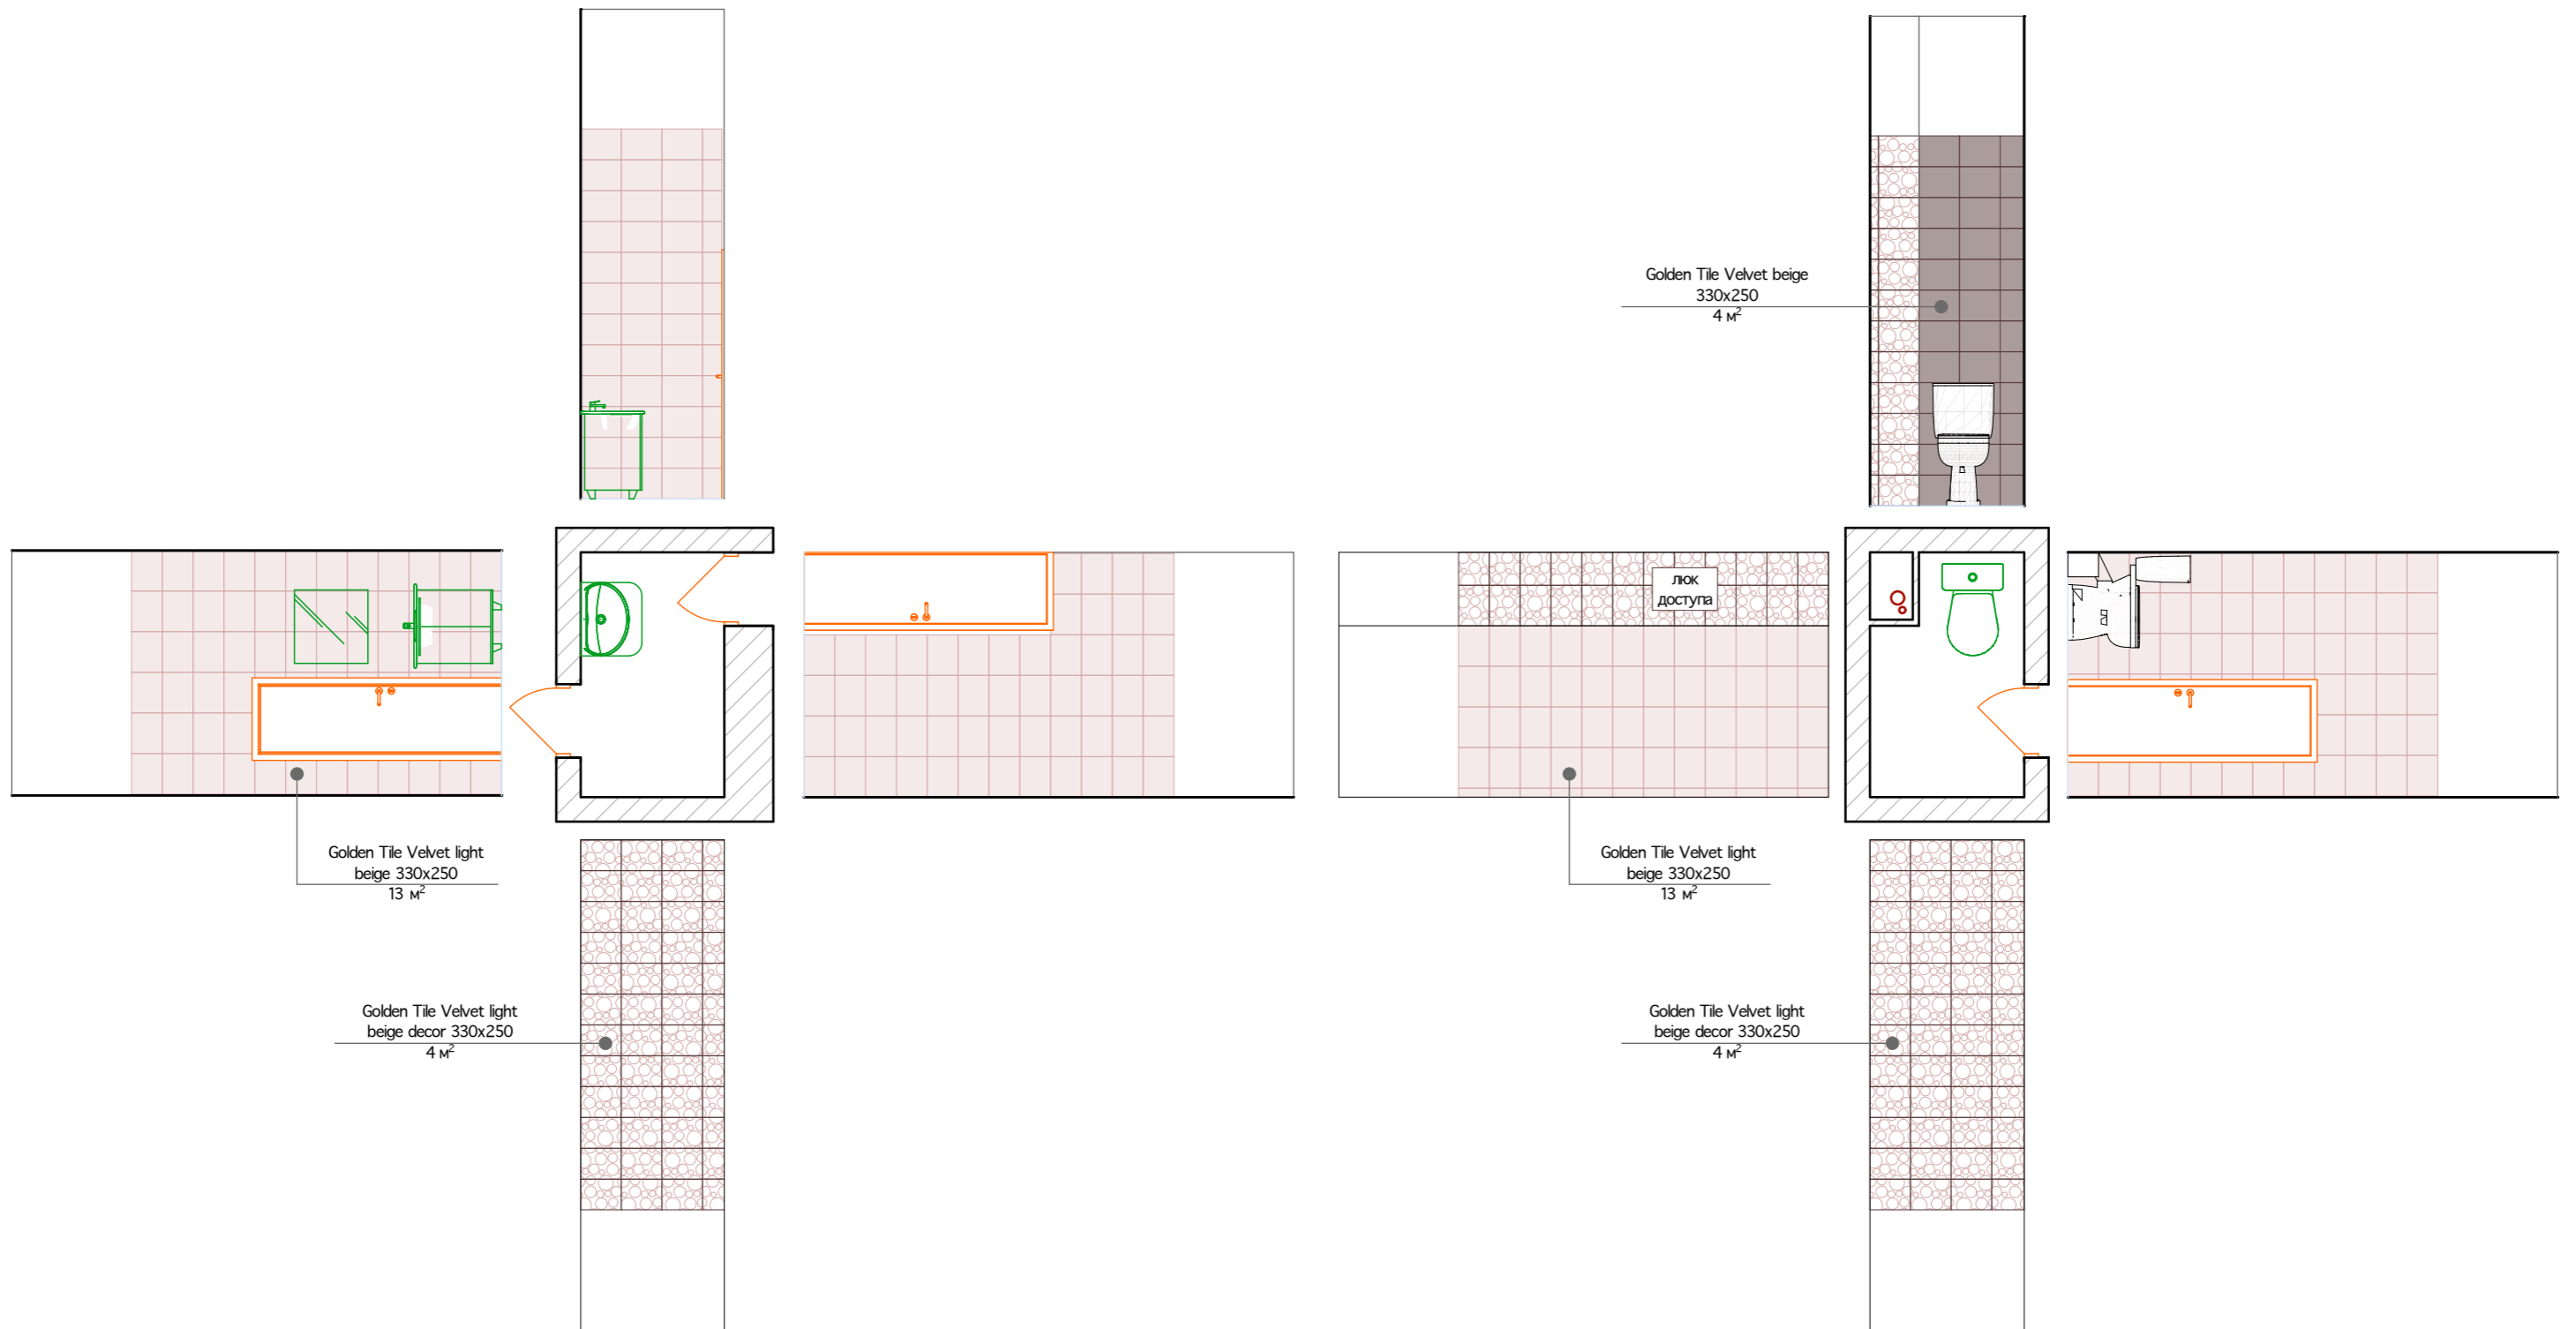 Golden Tile Velvet beige
330x250
4 м²
люк
доступа
Golden Tile Velvet light
beige 330x250
13 м²
Golden Tile Velvet light
beige 330x250
13 м²
Golden Tile Velvet light
beige decor 330x250
4 м²
Golden Tile Velvet light
beige decor 330x250
4 м²